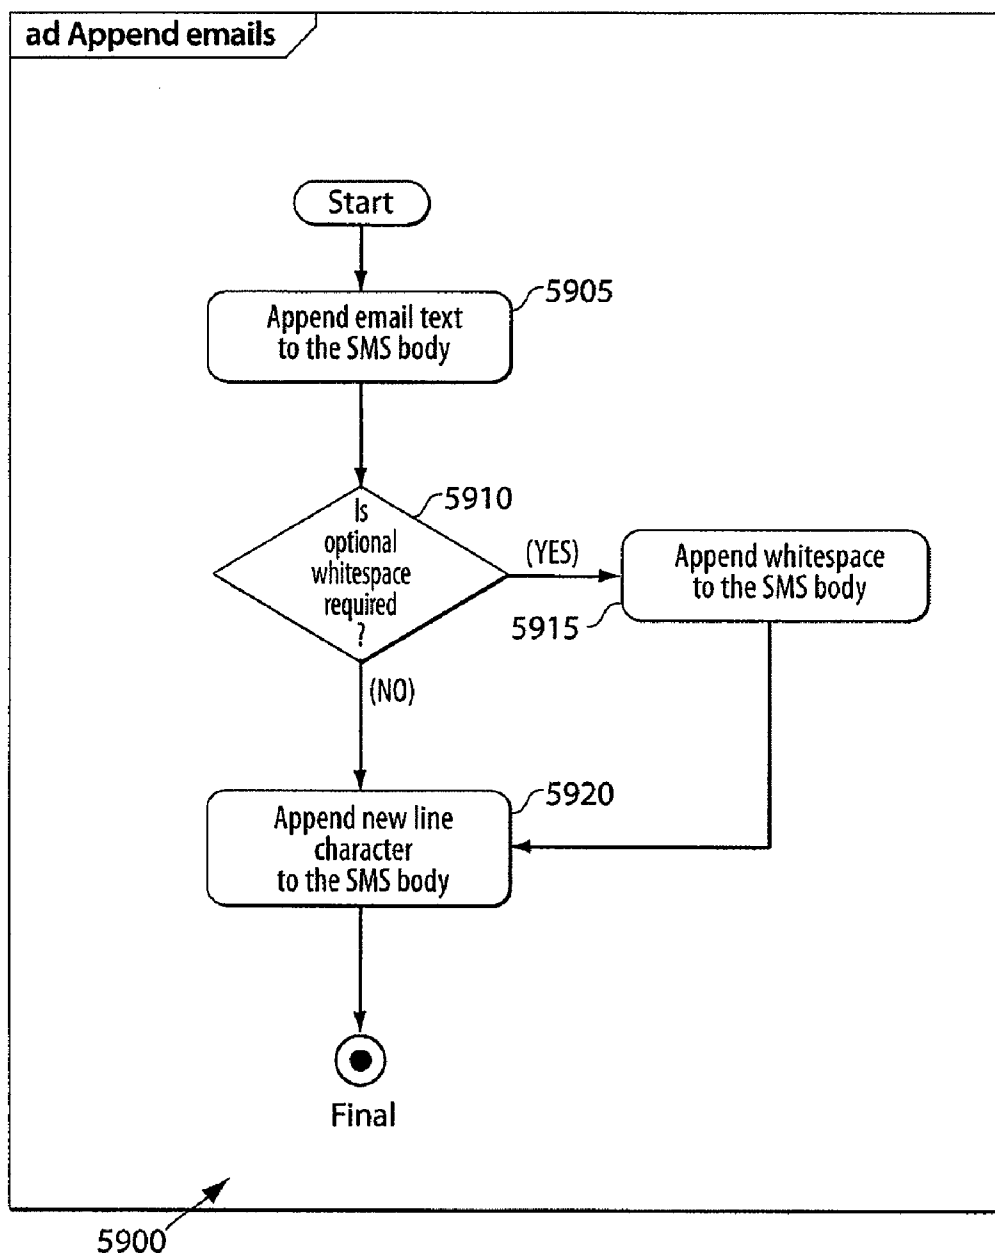 ad Append emails
Start
5905
Append email text
to the SMS body
5910
Is
optional
whitespace
required
?
(YES)
Append whitespace
to the SMS body
5915
(NO)
5920
Append new line
character
to the SMS body
Final
5900